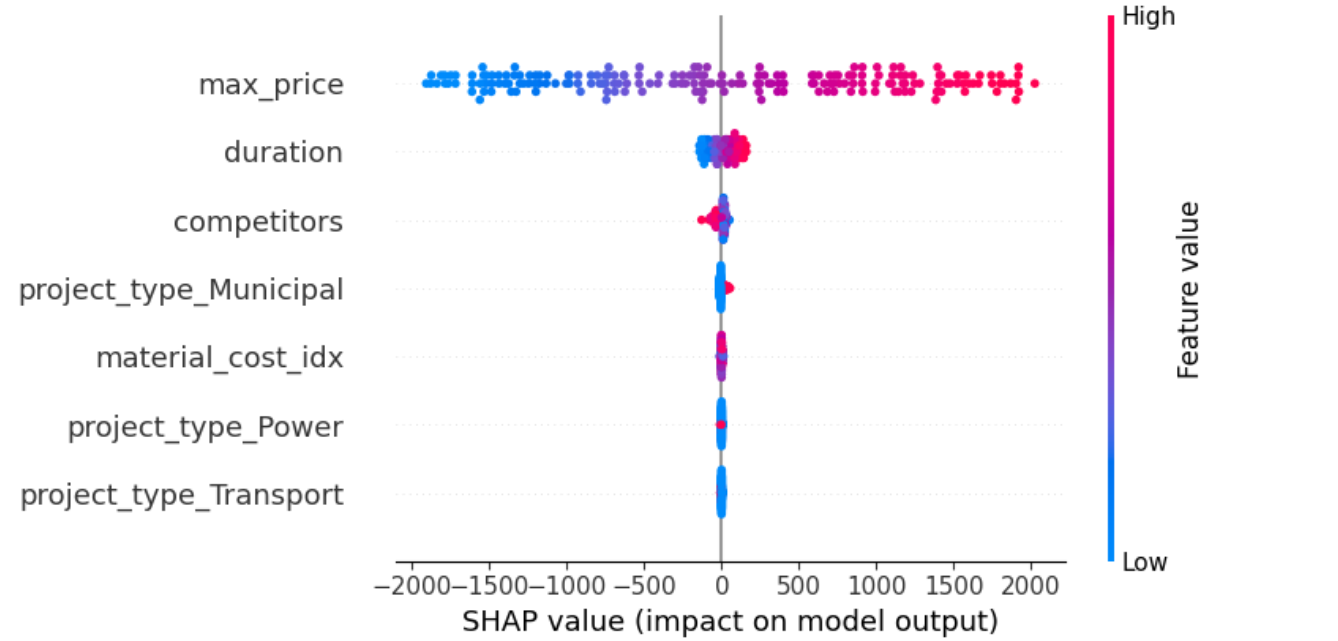 High
max_price
duration
competitors
project_type_Municipal
material_cost_idx
project_type_Power
project_type_Transport
Feature value
Low
−2000 −1500 −1000 −500 0 500 1000 1500 2000
SHAP value (impact on model output)